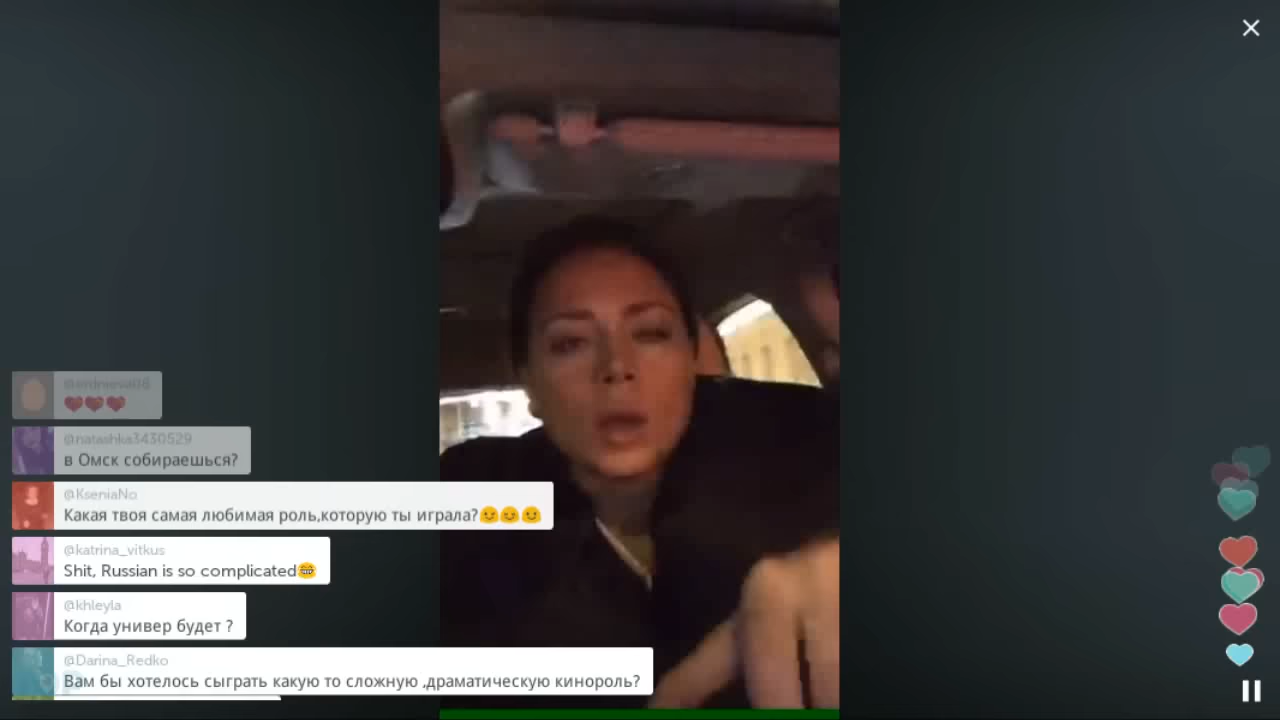 @andreeva08
@natashka3430529
в Омск собираешься?
@KseniaNo
Какая твоя самая любимая роль,которую ты играла?
@katrina_vitkus
Shit, Russian is so complicated
@khleyla
Когда универ будет ?
@Darina_Redko
Вам бы хотелось сыграть какую то сложную ,драматическую кинороль?